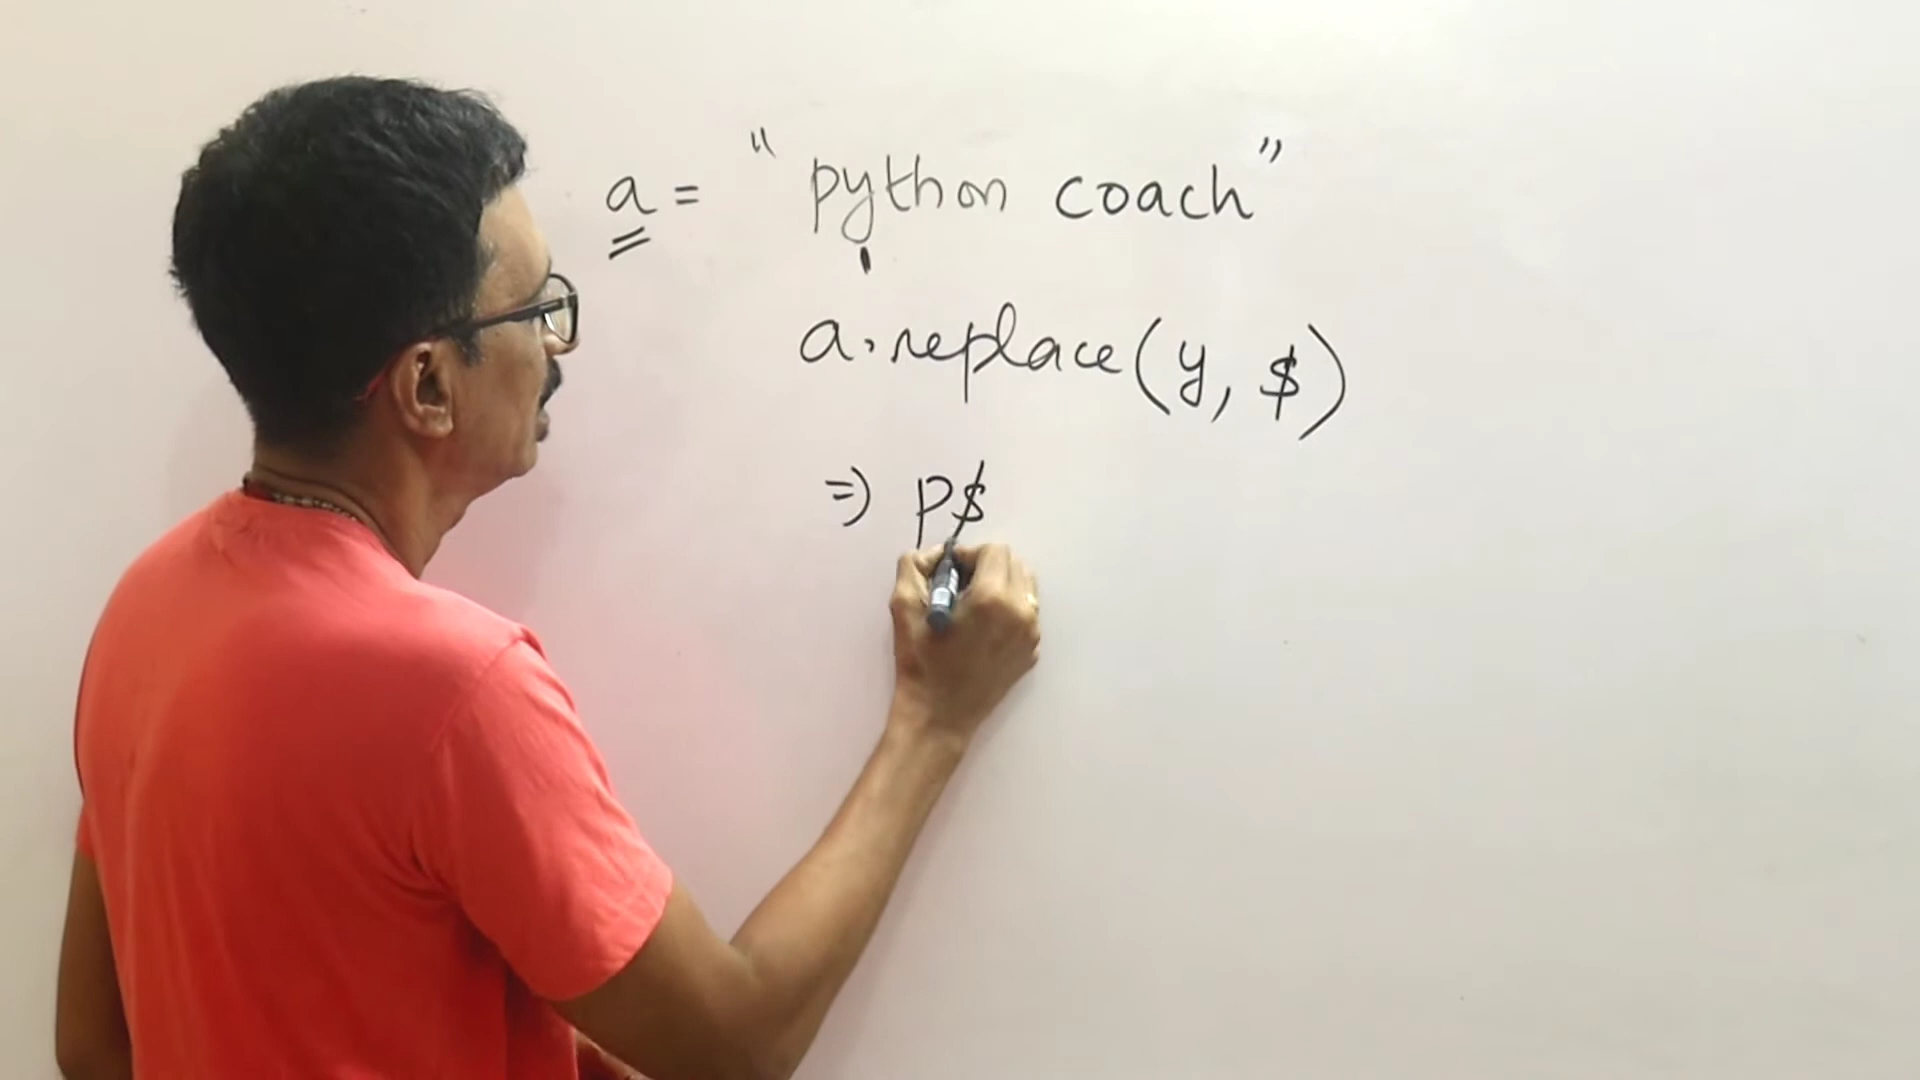 a = "python coach"
a.replace(y, $)
=) p$